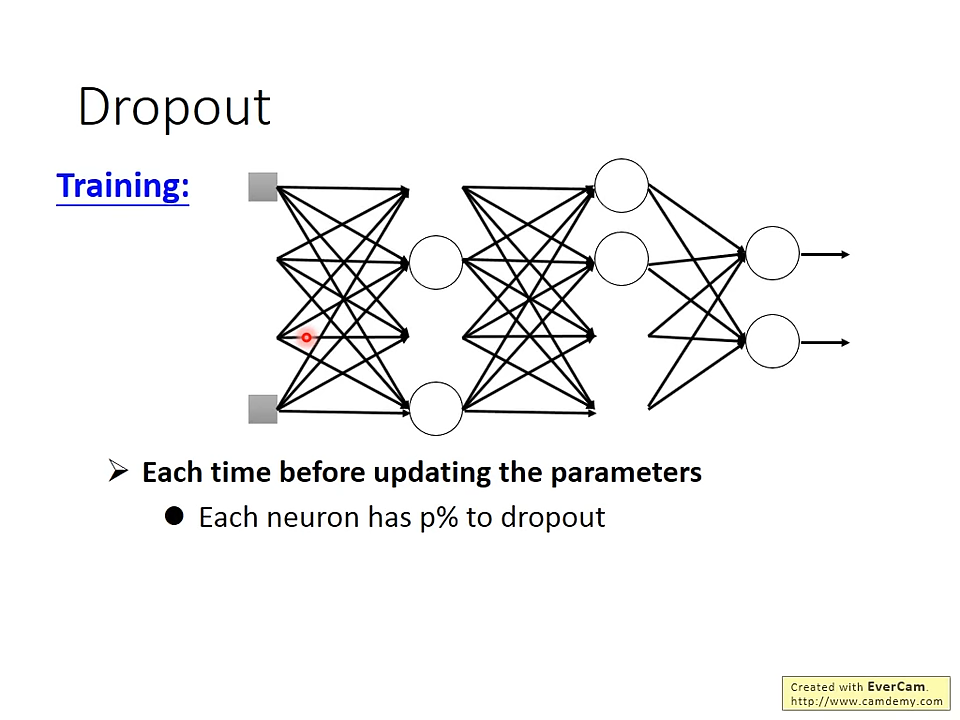 Dropout
Training:
Each time before updating the parameters
Each neuron has p% to dropout
Created with EverCam.
http://www.camdemy.com